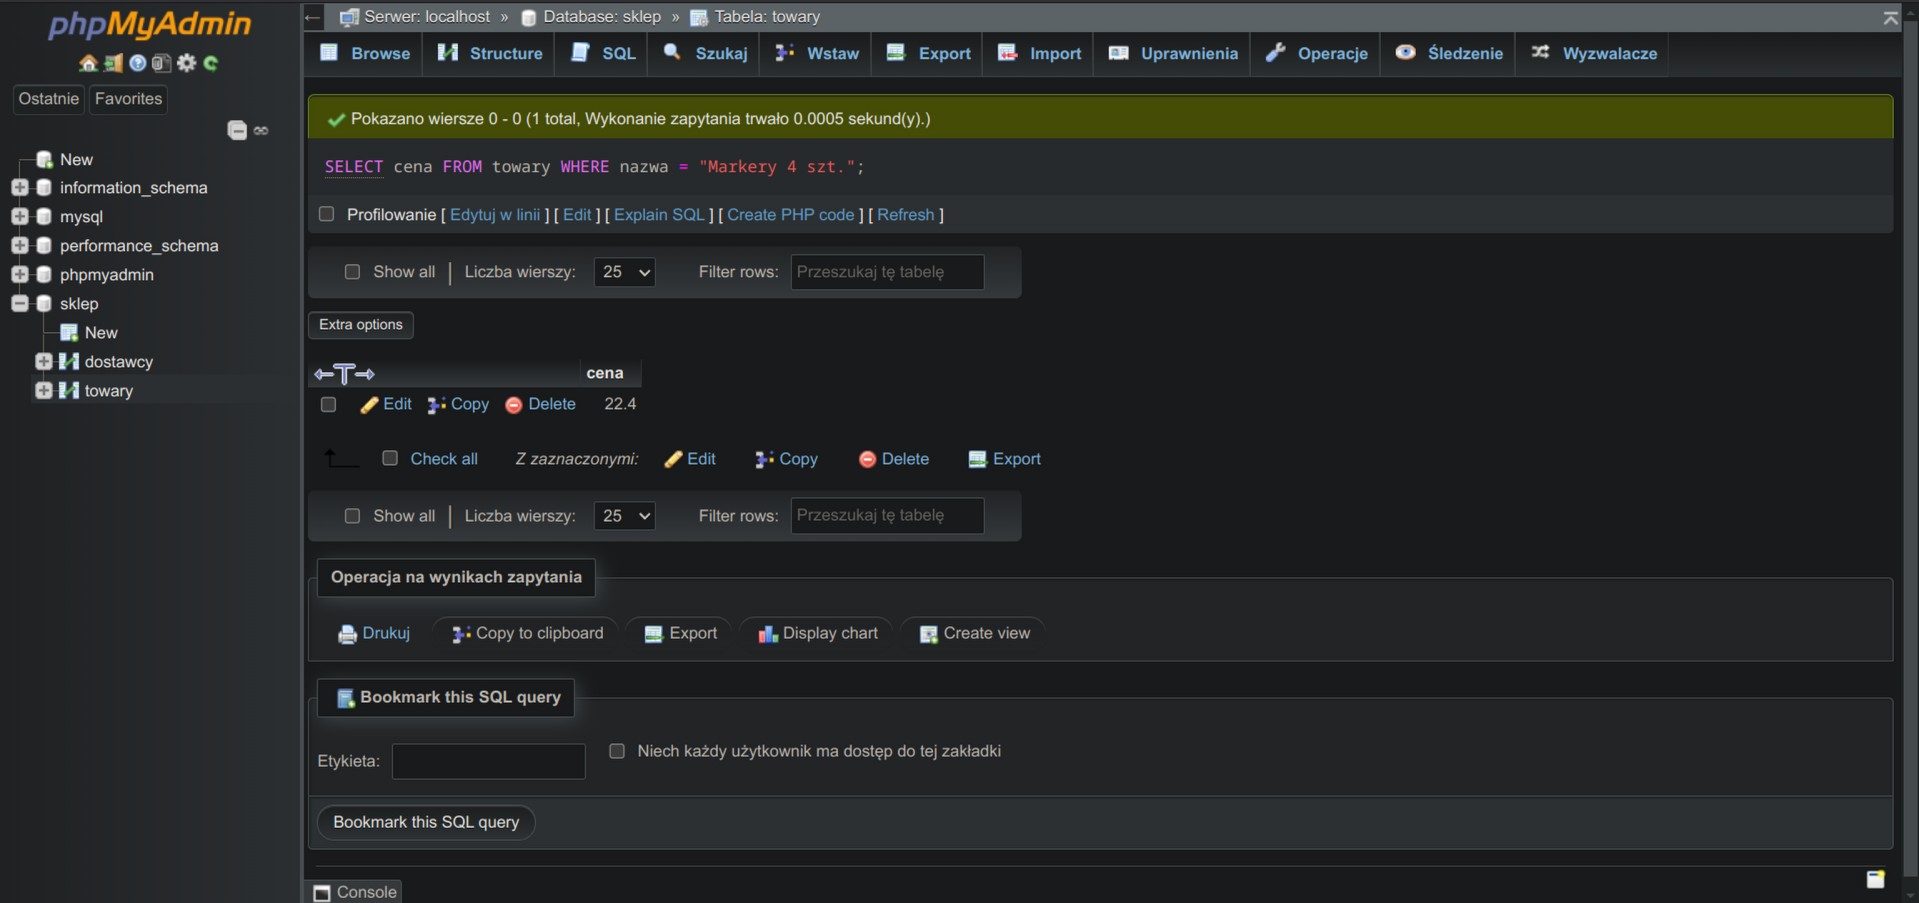 phpMyAdmin
Ostatnie Favorites
New
information_schema
mysql
performance_schema
phpmyadmin
sklep
New
dostawcy
towary
Serwer: localhost » Database: sklep » Tabela: towary
Browse Structure SQL Szukaj Wstaw Export Import Uprawnienia Operacje Śledzenie Wyzwalacze
Pokazano wiersze 0 - 0 (1 total, Wykonanie zapytania trwało 0.0005 sekund(y).)
SELECT cena FROM towary WHERE nazwa = "Markery 4 szt.";
Profilowanie [ Edytuj w linii ] [ Edit ] [ Explain SQL ] [ Create PHP code ] [ Refresh ]
Show all | Liczba wierszy: 25 Filter rows: Przeszukaj tę tabelę
Extra options
←T→ cena
Edit Copy Delete 22.4
Check all Z zaznaczonymi: Edit Copy Delete Export
Show all | Liczba wierszy: 25 Filter rows: Przeszukaj tę tabelę
Operacja na wynikach zapytania
Drukuj Copy to clipboard Export Display chart Create view
Bookmark this SQL query
Etykieta: Niech każdy użytkownik ma dostęp do tej zakładki
Bookmark this SQL query
Console